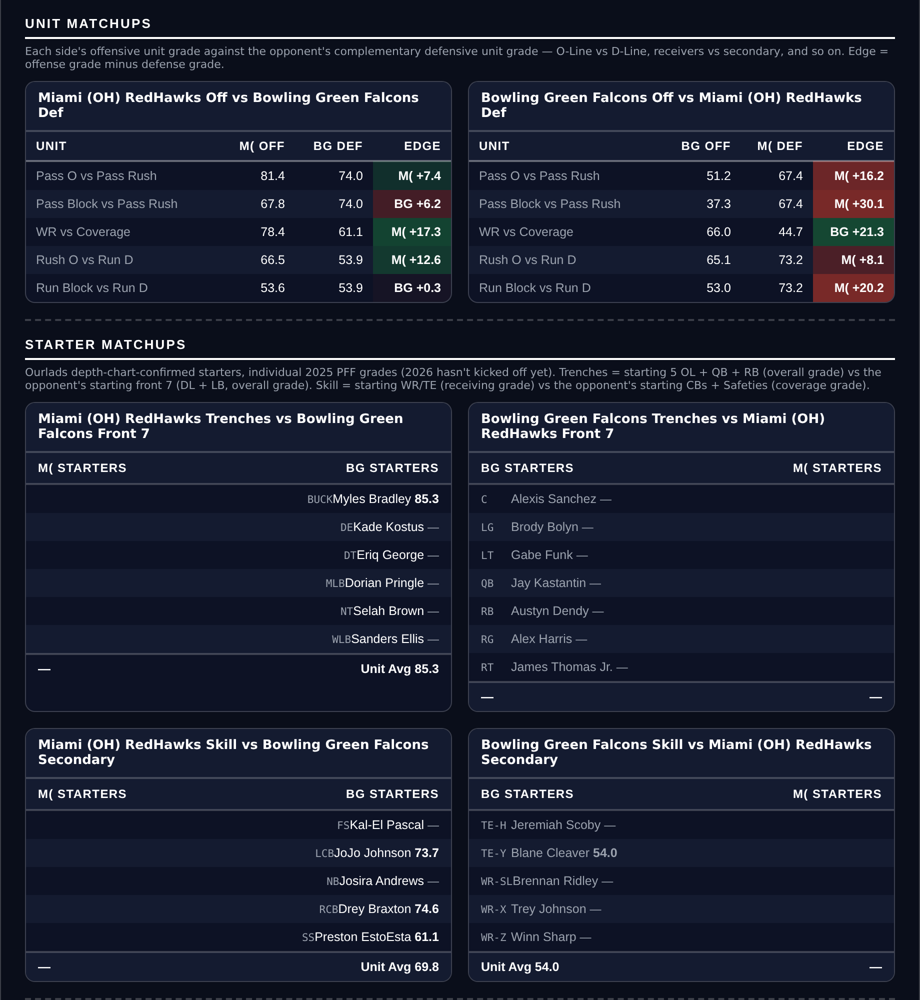 UNIT MATCHUPS
Each side's offensive unit grade against the opponent's complementary defensive unit grade — O-Line vs D-Line, receivers vs secondary, and so on. Edge =
offense grade minus defense grade.
Miami (OH) RedHawks Off vs Bowling Green Falcons
Def
UNIT M( OFF BG DEF EDGE
Pass O vs Pass Rush 81.4 74.0 M( +7.4
Pass Block vs Pass Rush 67.8 74.0 BG +6.2
WR vs Coverage 78.4 61.1 M( +17.3
Rush O vs Run D 66.5 53.9 M( +12.6
Run Block vs Run D 53.6 53.9 BG +0.3
Bowling Green Falcons Off vs Miami (OH) RedHawks
Def
UNIT BG OFF M( DEF EDGE
Pass O vs Pass Rush 51.2 67.4 M( +16.2
Pass Block vs Pass Rush 37.3 67.4 M( +30.1
WR vs Coverage 66.0 44.7 BG +21.3
Rush O vs Run D 65.1 73.2 M( +8.1
Run Block vs Run D 53.0 73.2 M( +20.2
STARTER MATCHUPS
Ourlads depth-chart-confirmed starters, individual 2025 PFF grades (2026 hasn't kicked off yet). Trenches = starting 5 OL + QB + RB (overall grade) vs the
opponent's starting front 7 (DL + LB, overall grade). Skill = starting WR/TE (receiving grade) vs the opponent's starting CBs + Safeties (coverage grade).
Miami (OH) RedHawks Trenches vs Bowling Green
Falcons Front 7
M( STARTERS BG STARTERS
BUCKMyles Bradley 85.3
DEKade Kostus —
DTEriq George —
MLBDorian Pringle —
NTSelah Brown —
WLBSanders Ellis —
— Unit Avg 85.3
Bowling Green Falcons Trenches vs Miami (OH)
RedHawks Front 7
BG STARTERS M( STARTERS
C Alexis Sanchez —
LG Brody Bolyn —
LT Gabe Funk —
QB Jay Kastantin —
RB Austyn Dendy —
RG Alex Harris —
RT James Thomas Jr. —
— —
Miami (OH) RedHawks Skill vs Bowling Green Falcons
Secondary
M( STARTERS BG STARTERS
FSKal-El Pascal —
LCBJoJo Johnson 73.7
NBJosira Andrews —
RCBDrey Braxton 74.6
SSPreston EstoEsta 61.1
— Unit Avg 69.8
Bowling Green Falcons Skill vs Miami (OH) RedHawks
Secondary
BG STARTERS M( STARTERS
TE-H Jeremiah Scoby —
TE-Y Blane Cleaver 54.0
WR-SLBrennan Ridley —
WR-X Trey Johnson —
WR-Z Winn Sharp —
Unit Avg 54.0 —